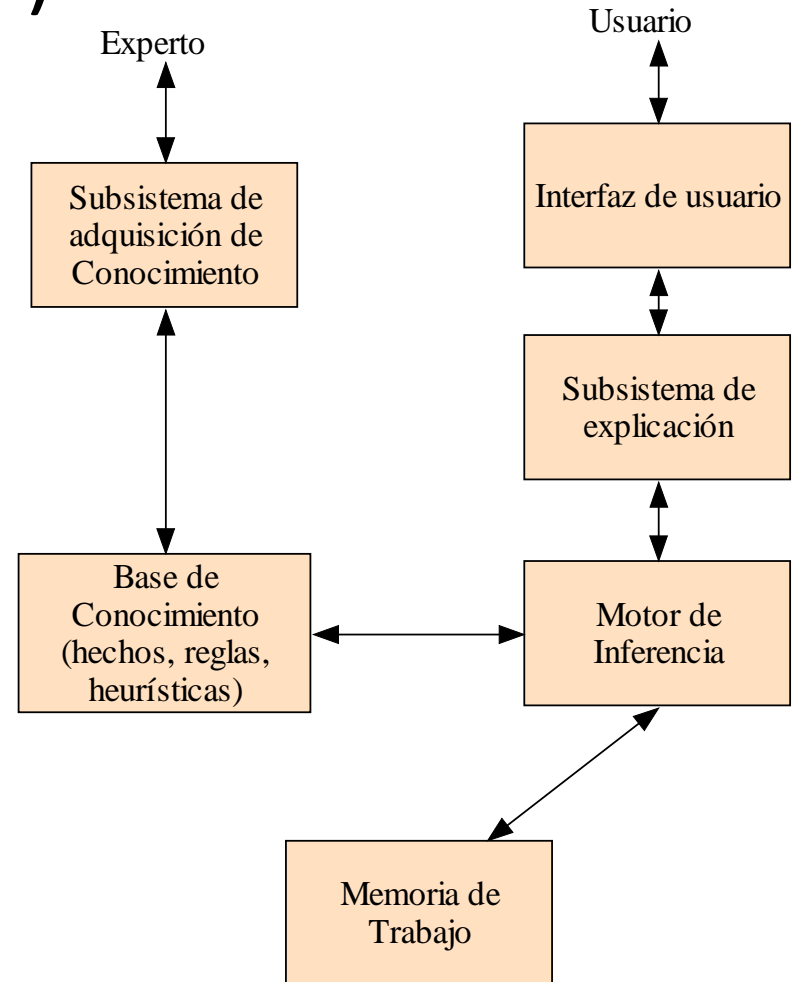 Experto
Usuario
Subsistema de
adquisición de
Conocimiento
Interfaz de usuario
Subsistema de
explicación
Base de
Conocimiento
(hechos, reglas,
heurísticas)
Motor de
Inferencia
Memoria de
Trabajo